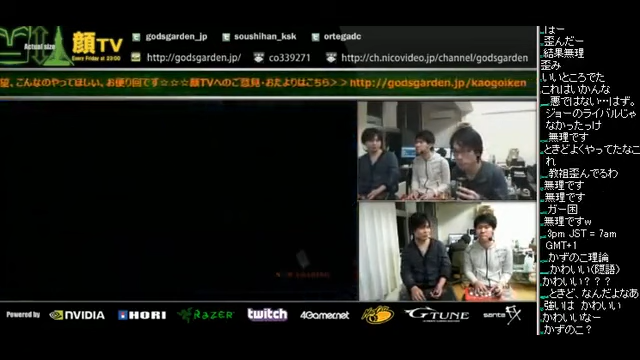 Actual size
顔TV
Every Friday at 23:00
godsgarden_jp
soushihan_ksk
ortegadc
http://godsgarden.jp/
co339271
http://ch.nicovideo.jp/channel/godsgarden
望。こんなのやってほしい、お便り回です☆☆☆顔TVへのご意見・おたよりはこちら>>http://godsgarden.jp/kaogoiken
はー
歪んだー
結果無理
歪み
いいところでた
これはいかんな
悪ではない…はず。
ジョーのライバルじゃ
なかったっけ
無理です
ときどよくやってたなこ
れ
教祖歪んでるわ
無理です
無理です
ガー国
無理ですw
3pm JST = 7am
GMT+1
かずのこ理論
かわいい(隠語)
かわいい???
ときど、なんだよなあ
強いは かわいい
かわいいなー
かずのこ?
NOW LOADING
Powered by
NVIDIA
HORI
RAZER
twitch
4Gamer.net
MadCatz
G-TUNE
santa FX